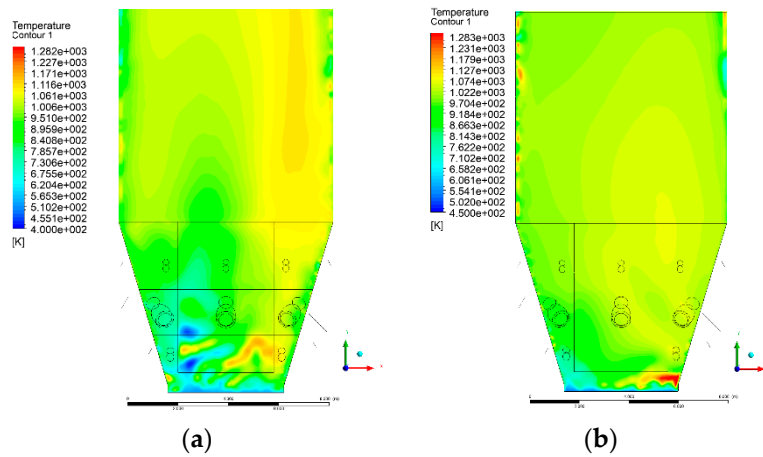 Temperature
Contour 1
1.282e+003
1.227e+003
1.171e+003
1.116e+003
1.061e+003
1.006e+003
9.510e+002
8.959e+002
8.408e+002
7.857e+002
7.306e+002
6.755e+002
6.204e+002
5.653e+002
5.102e+002
4.551e+002
4.000e+002
[K]
(a)
Temperature
Contour 1
1.283e+003
1.231e+003
1.179e+003
1.127e+003
1.074e+003
1.022e+003
9.704e+002
9.184e+002
8.663e+002
8.143e+002
7.622e+002
7.102e+002
6.582e+002
6.061e+002
5.541e+002
5.020e+002
4.500e+002
[K]
(b)